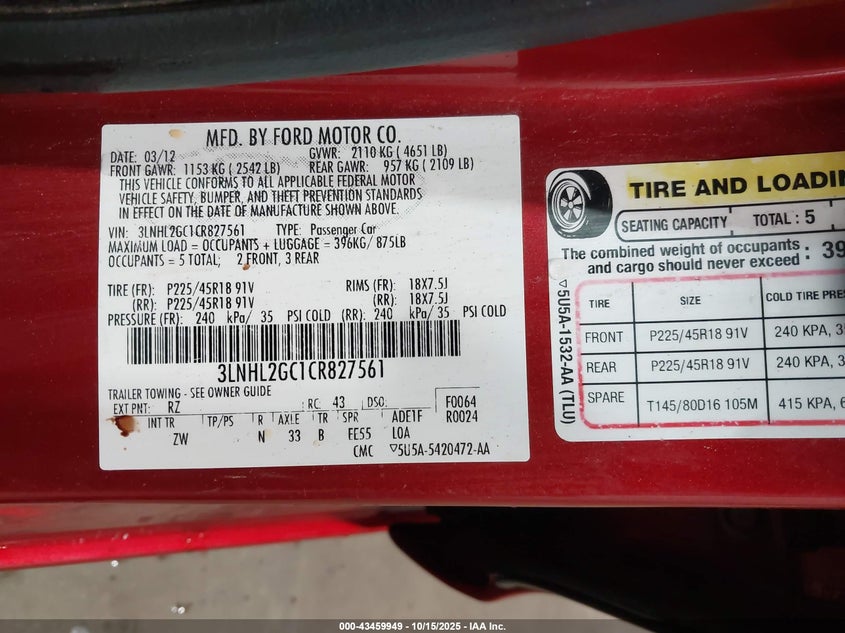 MFD. BY FORD MOTOR CO.
DATE: 03/12 GVWR: 2110 KG ( 4651 LB)
FRONT GAWR: 1153 KG ( 2542 LB) REAR GAWR: 957 KG ( 2109 LB)
THIS VEHICLE CONFORMS TO ALL APPLICABLE FEDERAL MOTOR
VEHICLE SAFETY, BUMPER, AND THEFT PREVENTION STANDARDS
IN EFFECT ON THE DATE OF MANUFACTURE SHOWN ABOVE.
VIN: 3LNHL2GC1CR827561 TYPE: Passenger Car
MAXIMUM LOAD = OCCUPANTS + LUGGAGE = 396KG/ 875LB
OCCUPANTS = 5 TOTAL; 2 FRONT, 3 REAR
TIRE (FR): P225/45R18 91V RIMS (FR): 18X7.5J
(RR): P225/45R18 91V (RR): 18X7.5J
PRESSURE (FR): 240 kPa/ 35 PSI COLD (RR): 240 kPa/ 35 PSI COLD
3LNHL2GC1CR827561
TRAILER TOWING - SEE OWNER GUIDE
EXT PNT: RZ RC: 43 DSO: F0064
INT TR TP/PS R AXLE TR SPR ADE1F R0024
ZW N 33 B EE55 LOA
CMC ▽5U5A-5420472-AA
TIRE AND LOADIN
SEATING CAPACITY TOTAL : 5
The combined weight of occupants
and cargo should never exceed : 39
TIRE SIZE COLD TIRE PRES
FRONT P225/45R18 91V 240 KPA, 3
REAR P225/45R18 91V 240 KPA, 3
SPARE T145/80D16 105M 415 KPA, 6
▽5U5A-1532-AA (TLU)
000-43459949 - 10/15/2025 - IAA Inc.